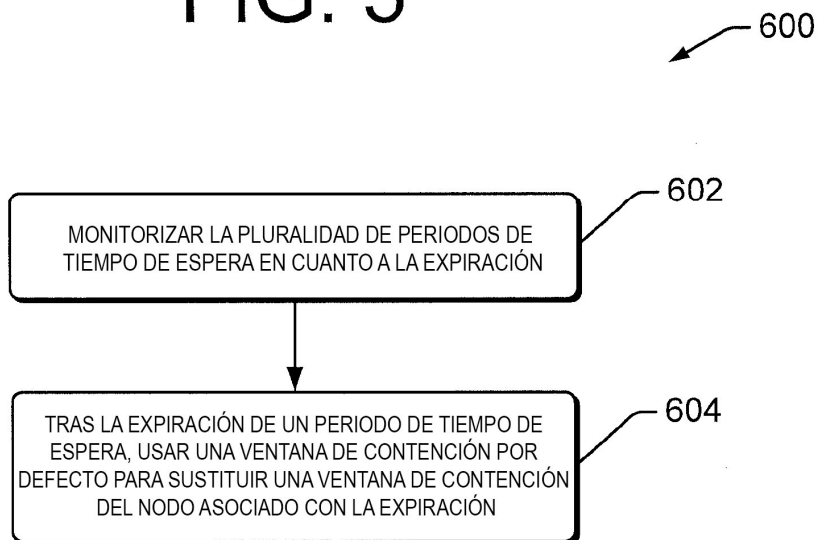 FIG. 5
600
602
MONITORIZAR LA PLURALIDAD DE PERIODOS DE
TIEMPO DE ESPERA EN CUANTO A LA EXPIRACIÓN
604
TRAS LA EXPIRACIÓN DE UN PERIODO DE TIEMPO DE
ESPERA, USAR UNA VENTANA DE CONTENCIÓN POR
DEFECTO PARA SUSTITUIR UNA VENTANA DE CONTENCIÓN
DEL NODO ASOCIADO CON LA EXPIRACIÓN